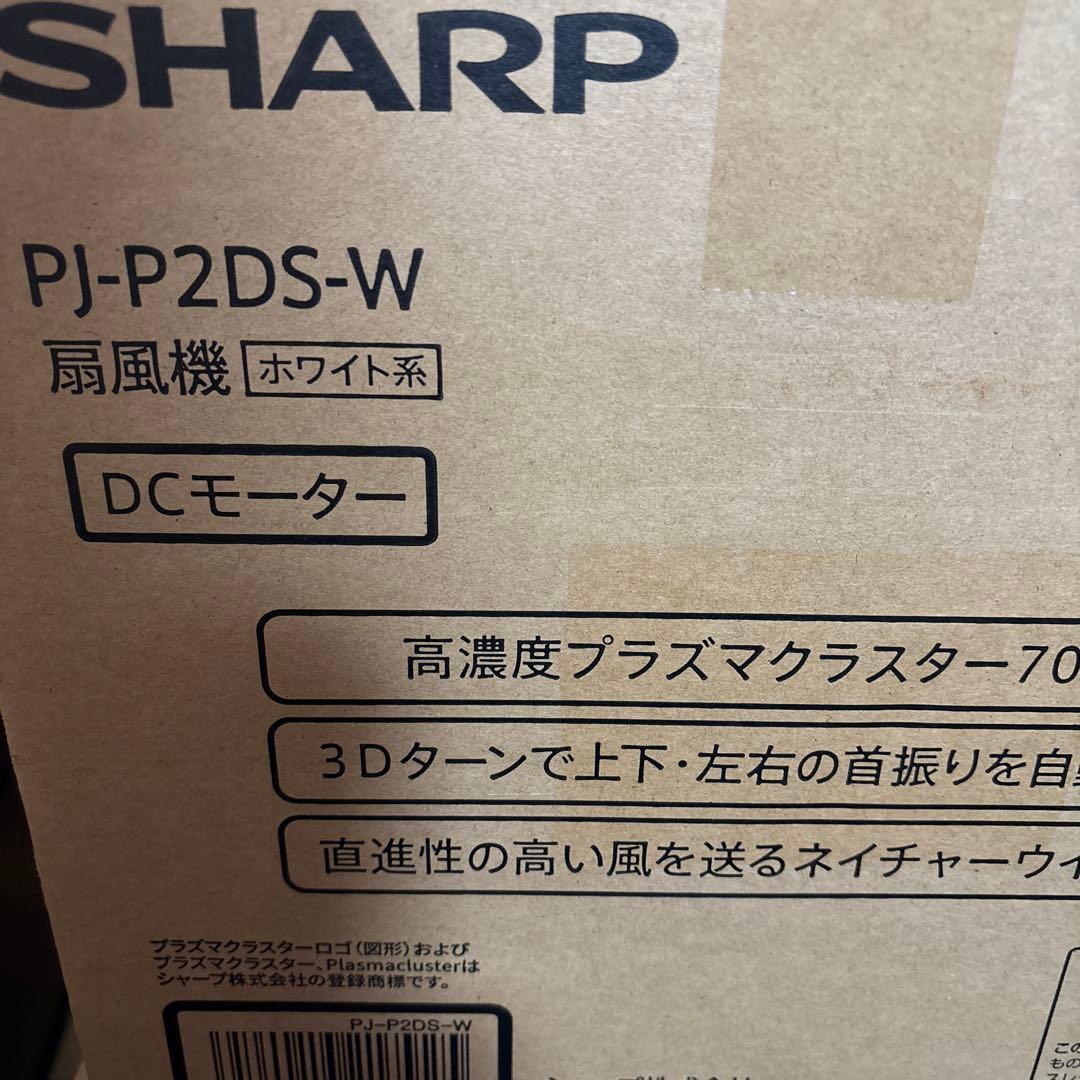 SHARP
PJ-P2DS-W
扇風機 ホワイト系
DCモーター
高濃度プラズマクラスター70
3Dターンで上下・左右の首振りを自動
直進性の高い風を送るネイチャーウィ
プラズマクラスターロゴ(図形)および
プラズマクラスター、Plasmaclusterは
シャープ株式会社の登録商標です。
PJ-P2DS-W
この
もの